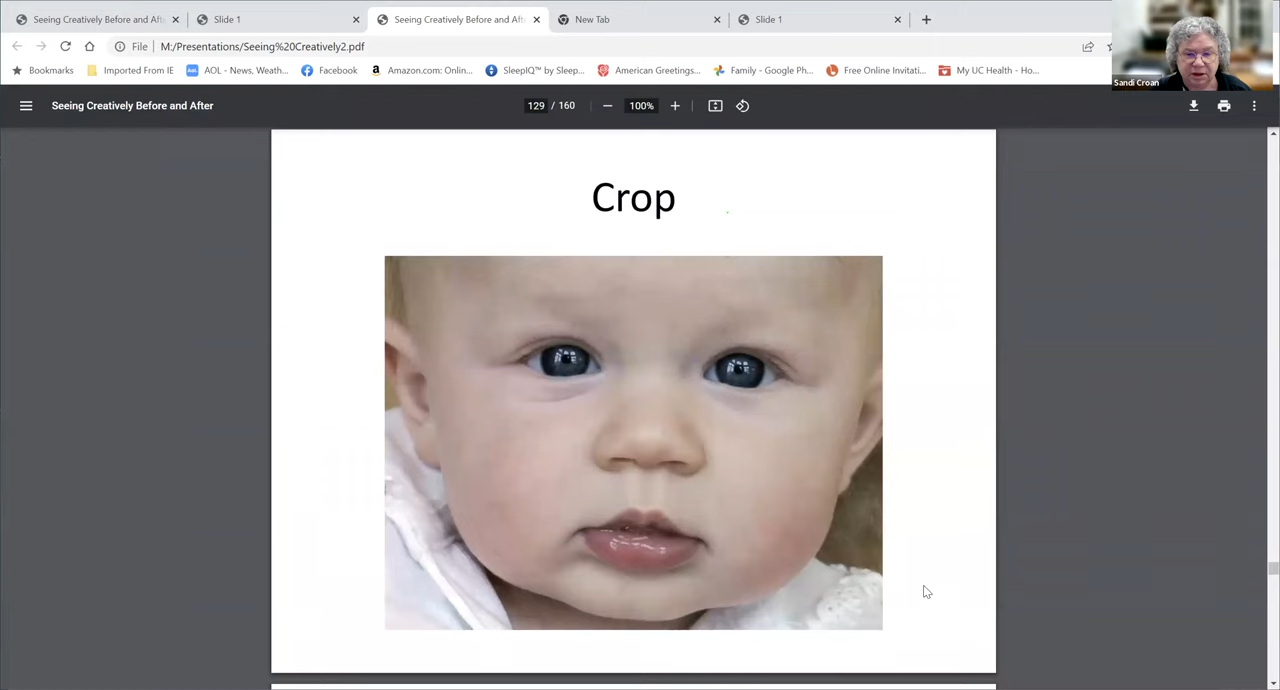 Seeing Creatively Before and Aft
Slide 1
Seeing Creatively Before and Aft
New Tab
Slide 1
File
M:/Presentations/Seeing%20Creatively2.pdf
Bookmarks
Imported From IE
AOL - News, Weath...
Facebook
Amazon.com: Onlin...
SleepIQ™ by Sleep...
American Greetings...
Family - Google Ph...
Free Online Invitati...
My UC Health - Ho...
Sandi Croan
Seeing Creatively Before and After
129 / 160
100%
Crop